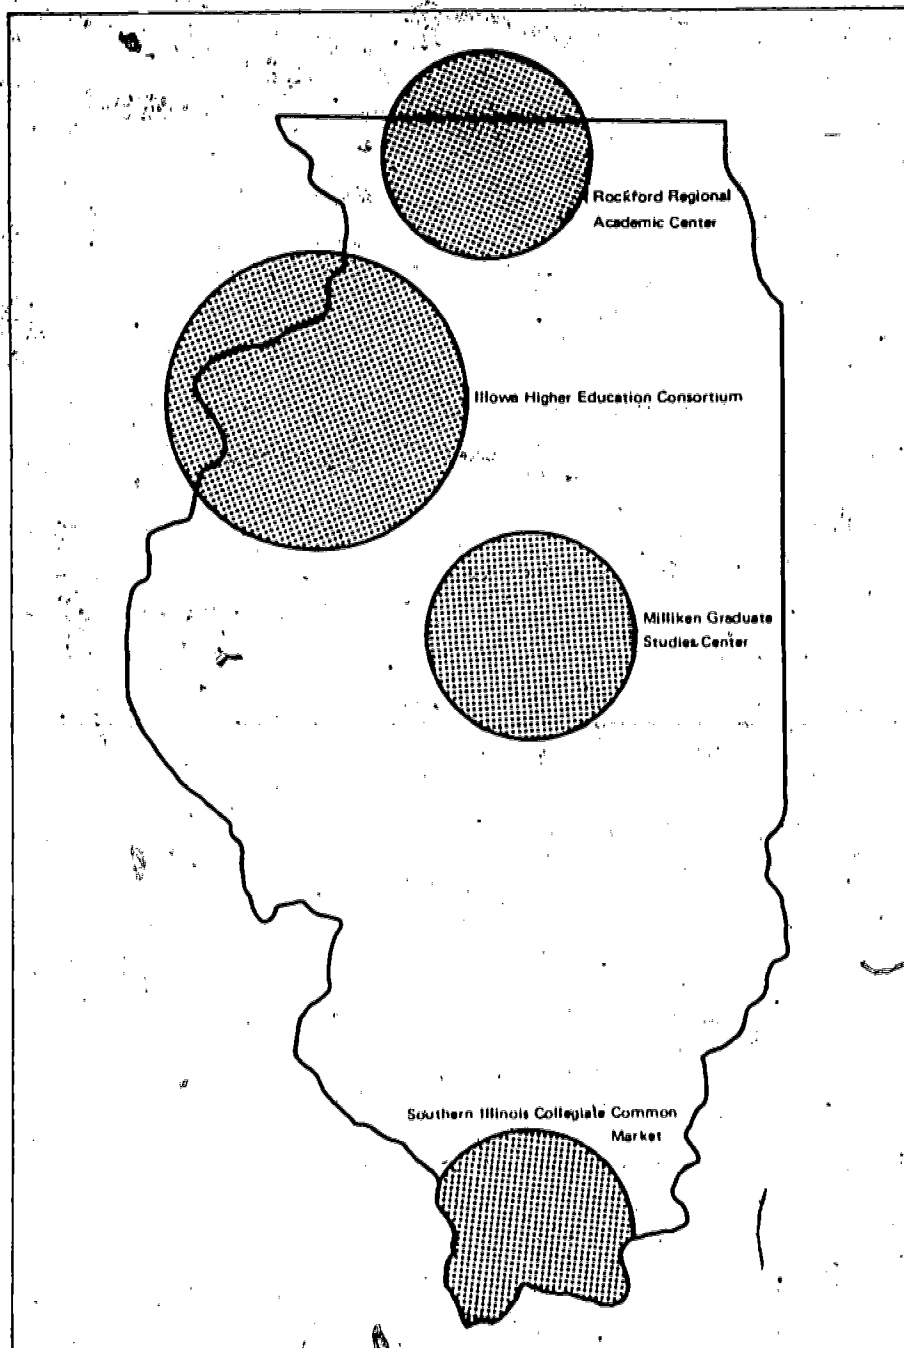 Rockford Regional
Academic Center
Illowa Higher Education Consortium
Milliken Graduate
Studies Center
Southern Illinois Collegiate Common
Market